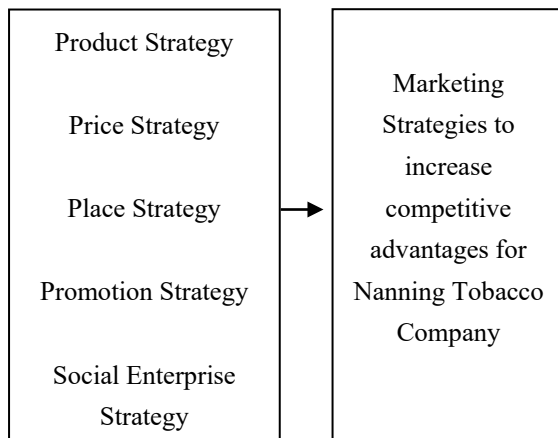 Product Strategy
Price Strategy
Place Strategy
Promotion Strategy
Social Enterprise
Strategy
Marketing
Strategies to
increase
competitive
advantages for
Nanning Tobacco
Company